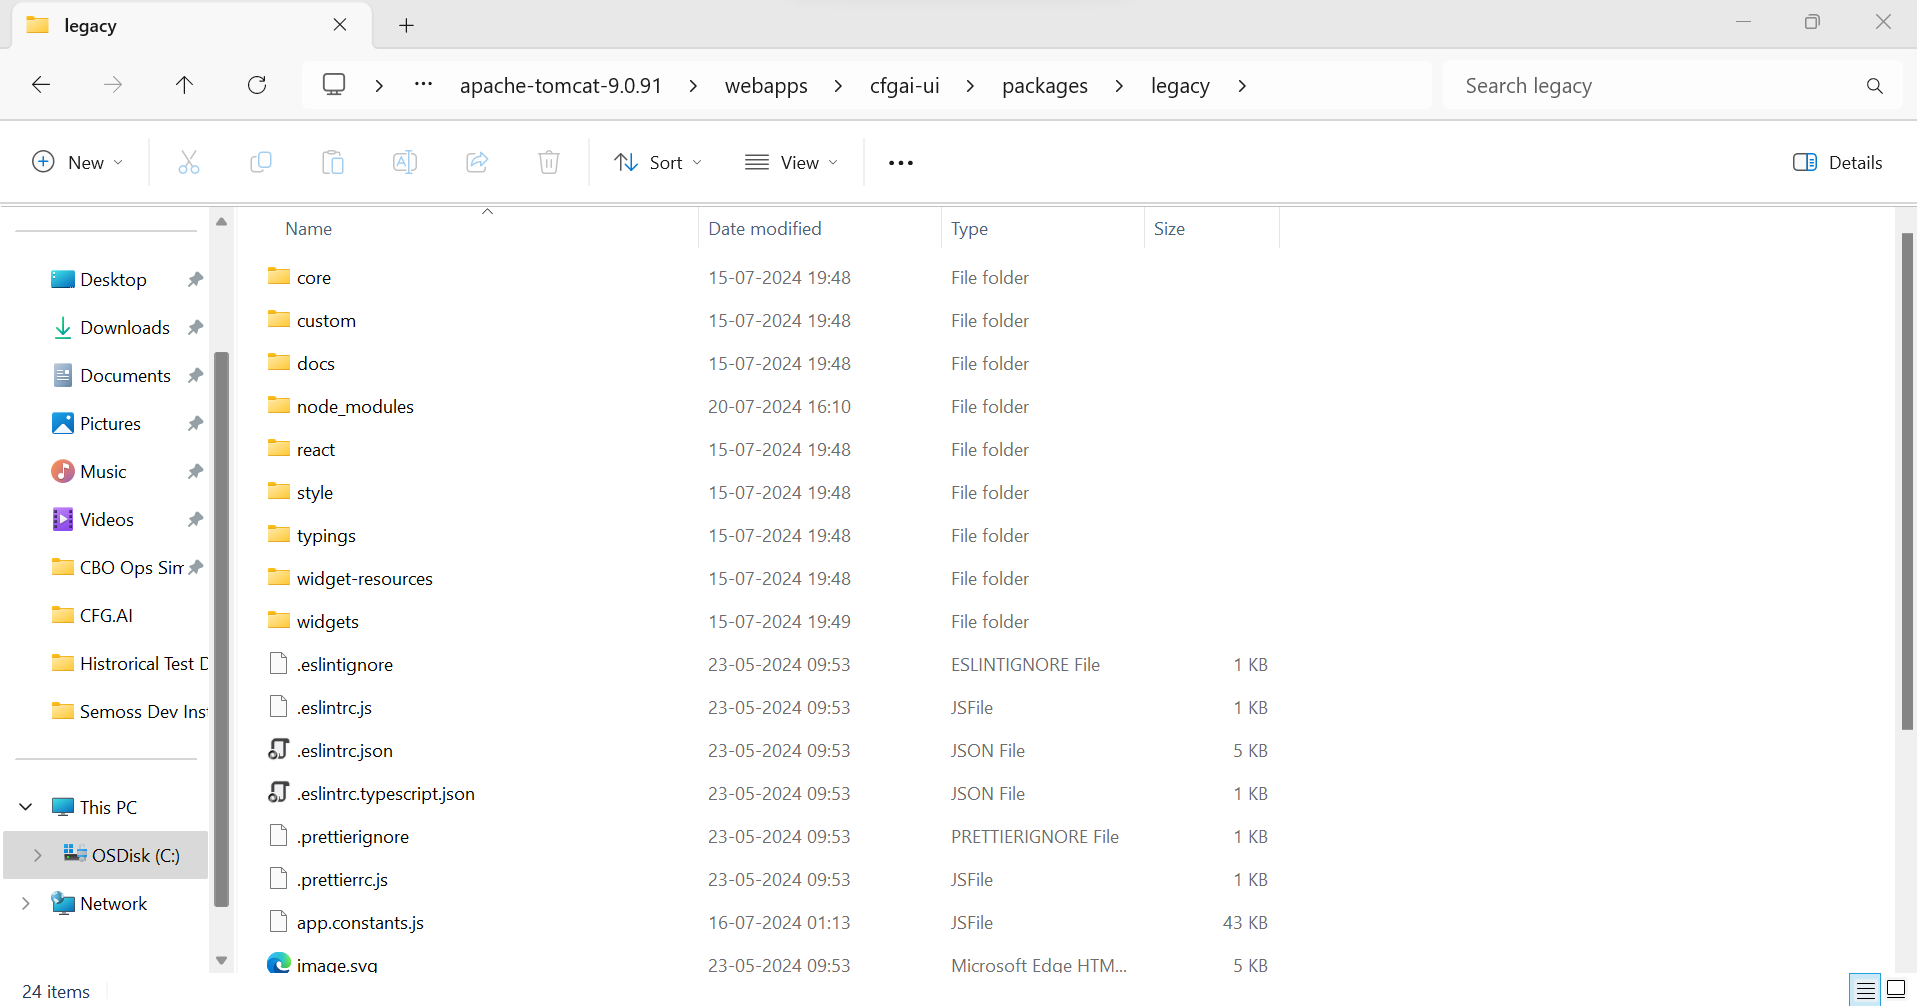 legacy
apache-tomcat-9.0.91 webapps cfgai-ui packages legacy Search legacy
New Sort View Details
Name Date modified Type Size
core 15-07-2024 19:48 File folder
custom 15-07-2024 19:48 File folder
docs 15-07-2024 19:48 File folder
node_modules 20-07-2024 16:10 File folder
react 15-07-2024 19:48 File folder
style 15-07-2024 19:48 File folder
typings 15-07-2024 19:48 File folder
widget-resources 15-07-2024 19:48 File folder
widgets 15-07-2024 19:49 File folder
.eslintignore 23-05-2024 09:53 ESLINTIGNORE File 1 KB
.eslintrc.js 23-05-2024 09:53 JSFile 1 KB
.eslintrc.json 23-05-2024 09:53 JSON File 5 KB
.eslintrc.typescript.json 23-05-2024 09:53 JSON File 1 KB
.prettierignore 23-05-2024 09:53 PRETTIERIGNORE File 1 KB
.prettierrc.js 23-05-2024 09:53 JSFile 1 KB
app.constants.js 16-07-2024 01:13 JSFile 43 KB
image.svg 23-05-2024 09:53 Microsoft Edge HTM... 5 KB
Desktop
Downloads
Documents
Pictures
Music
Videos
CBO Ops Sim
CFG.AI
Histrorical Test D
Semoss Dev Inst
This PC
OSDisk (C:)
Network
24 items